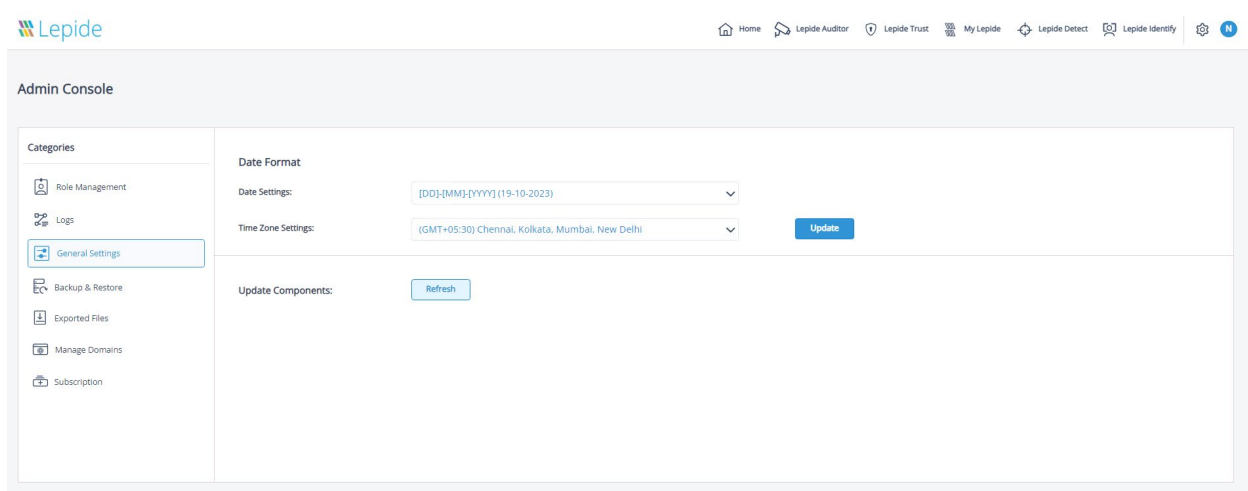 Lepide
Home Lepide Auditor Lepide Trust My Lepide Lepide Detect Lepide Identify N
Admin Console
Categories
Role Management
Logs
General Settings
Backup & Restore
Exported Files
Manage Domains
Subscription
Date Format
Date Settings: [DD]-[MM]-[YYYY] (19-10-2023)
Time Zone Settings: (GMT+05:30) Chennai, Kolkata, Mumbai, New Delhi Update
Update Components: Refresh